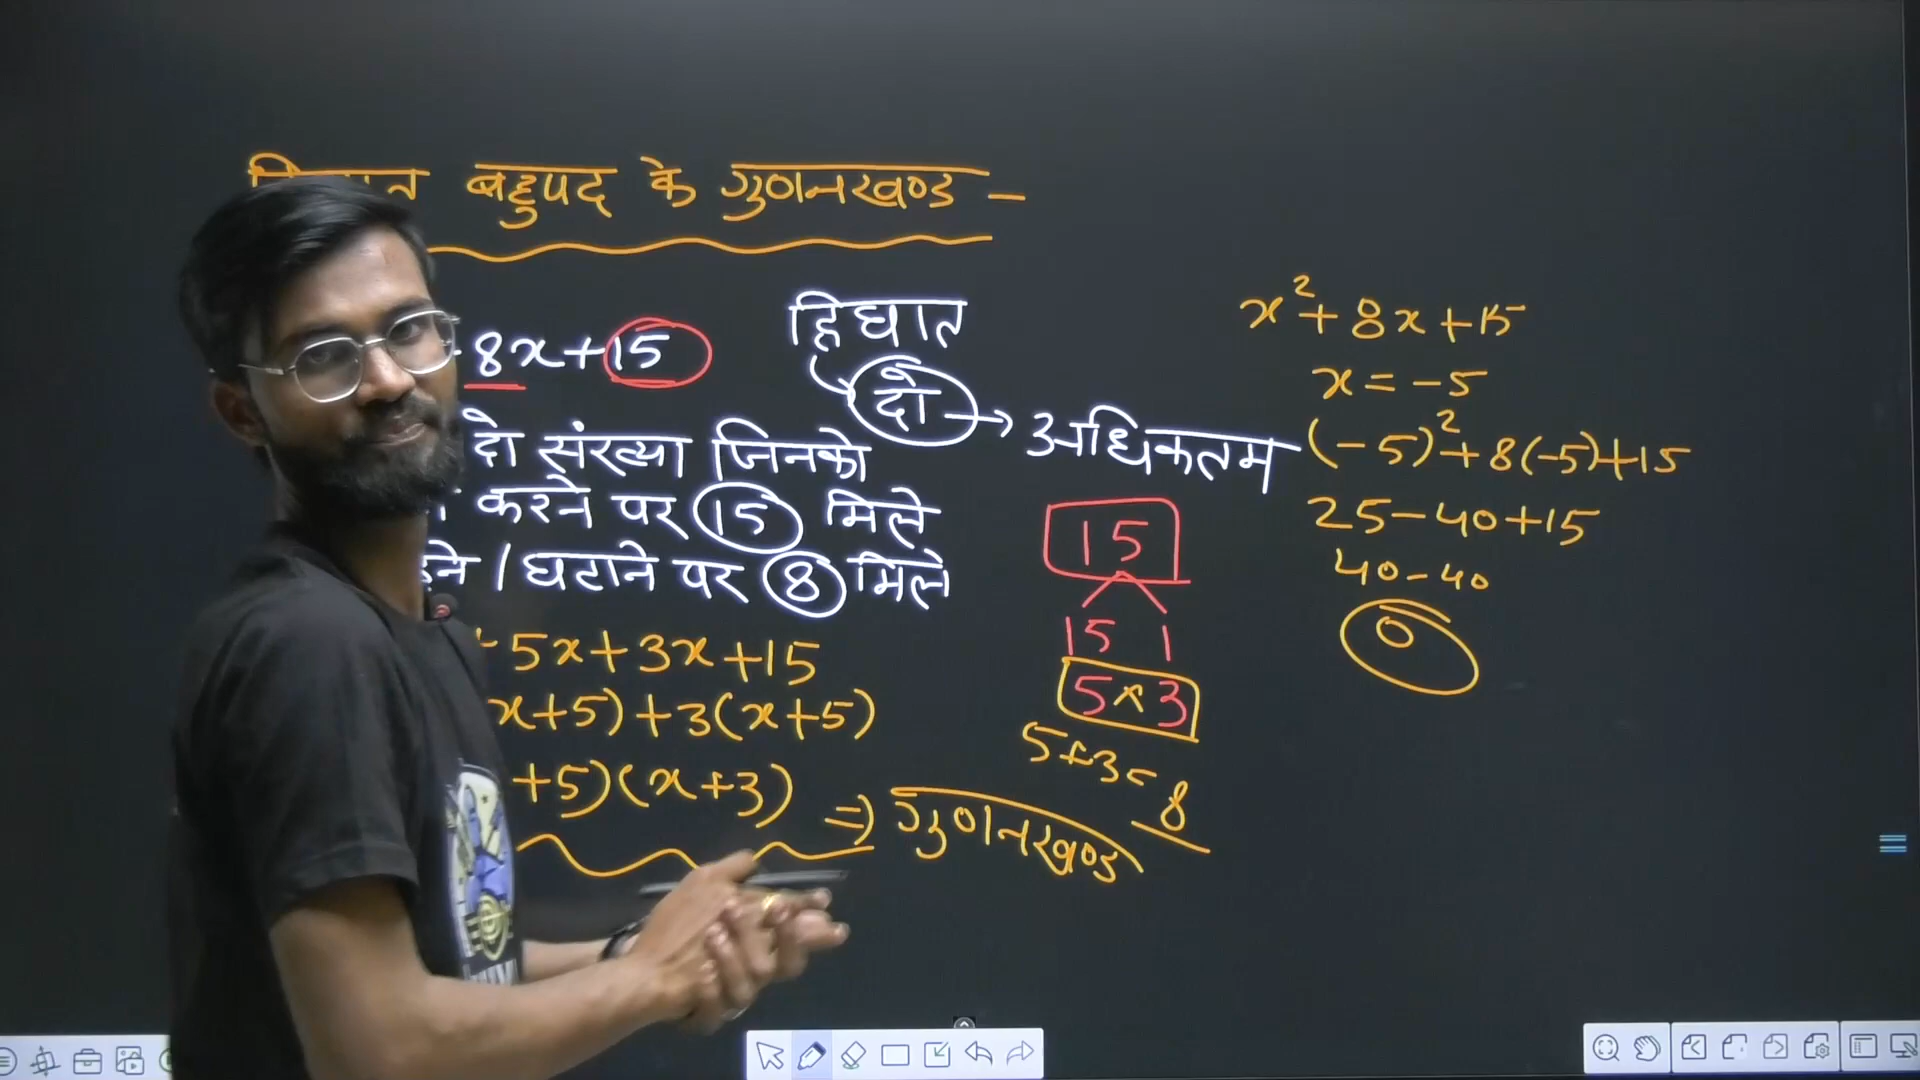 बहुपद के गुणनखण्ड -
8x+15
द्विघात
दो → अधिकतम
दो संख्या जिनको
करने पर 15 मिले
/ घटाने पर 8 मिले
+5x+3x+15
x+5)+3(x+5)
+5)(x+3) => गुणनखण्ड
15
15 1
5×3
5+3=8
x²+8x+15
x=-5
(-5)²+8(-5)+15
25-40+15
40-40
0